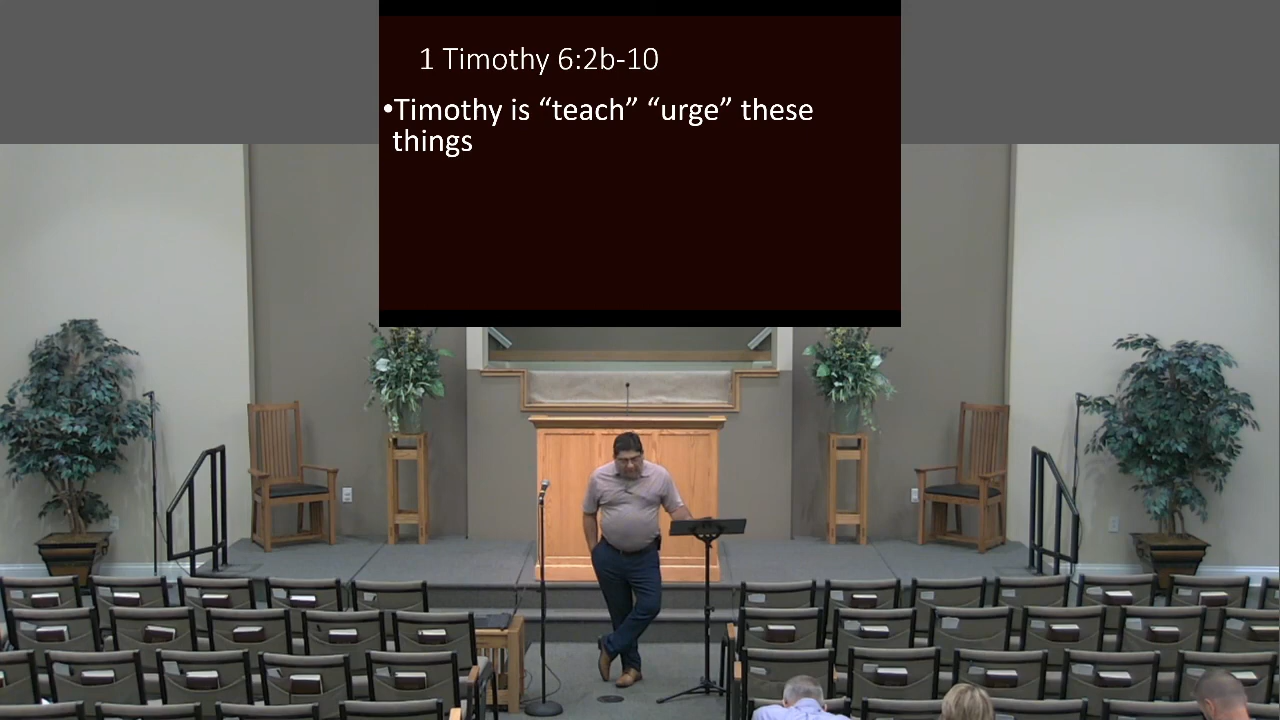 1 Timothy 6:2b-10
•Timothy is “teach” “urge” these
things